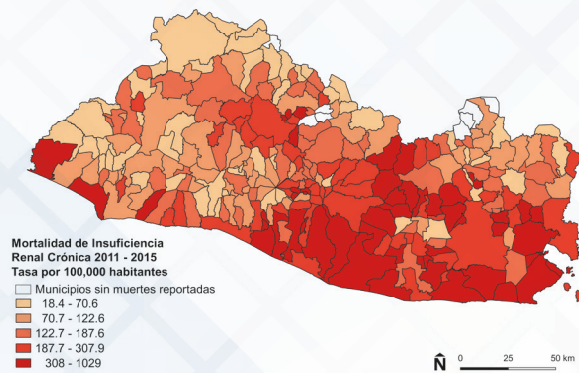 Mortalidad de Insuficiencia
Renal Crónica 2011 - 2015
Tasa por 100,000 habitantes
Municipios sin muertes reportadas
18.4 - 70.6
70.7 - 122.6
122.7 - 187.6
187.7 - 307.9
308 - 1029
N 0 25 50 km